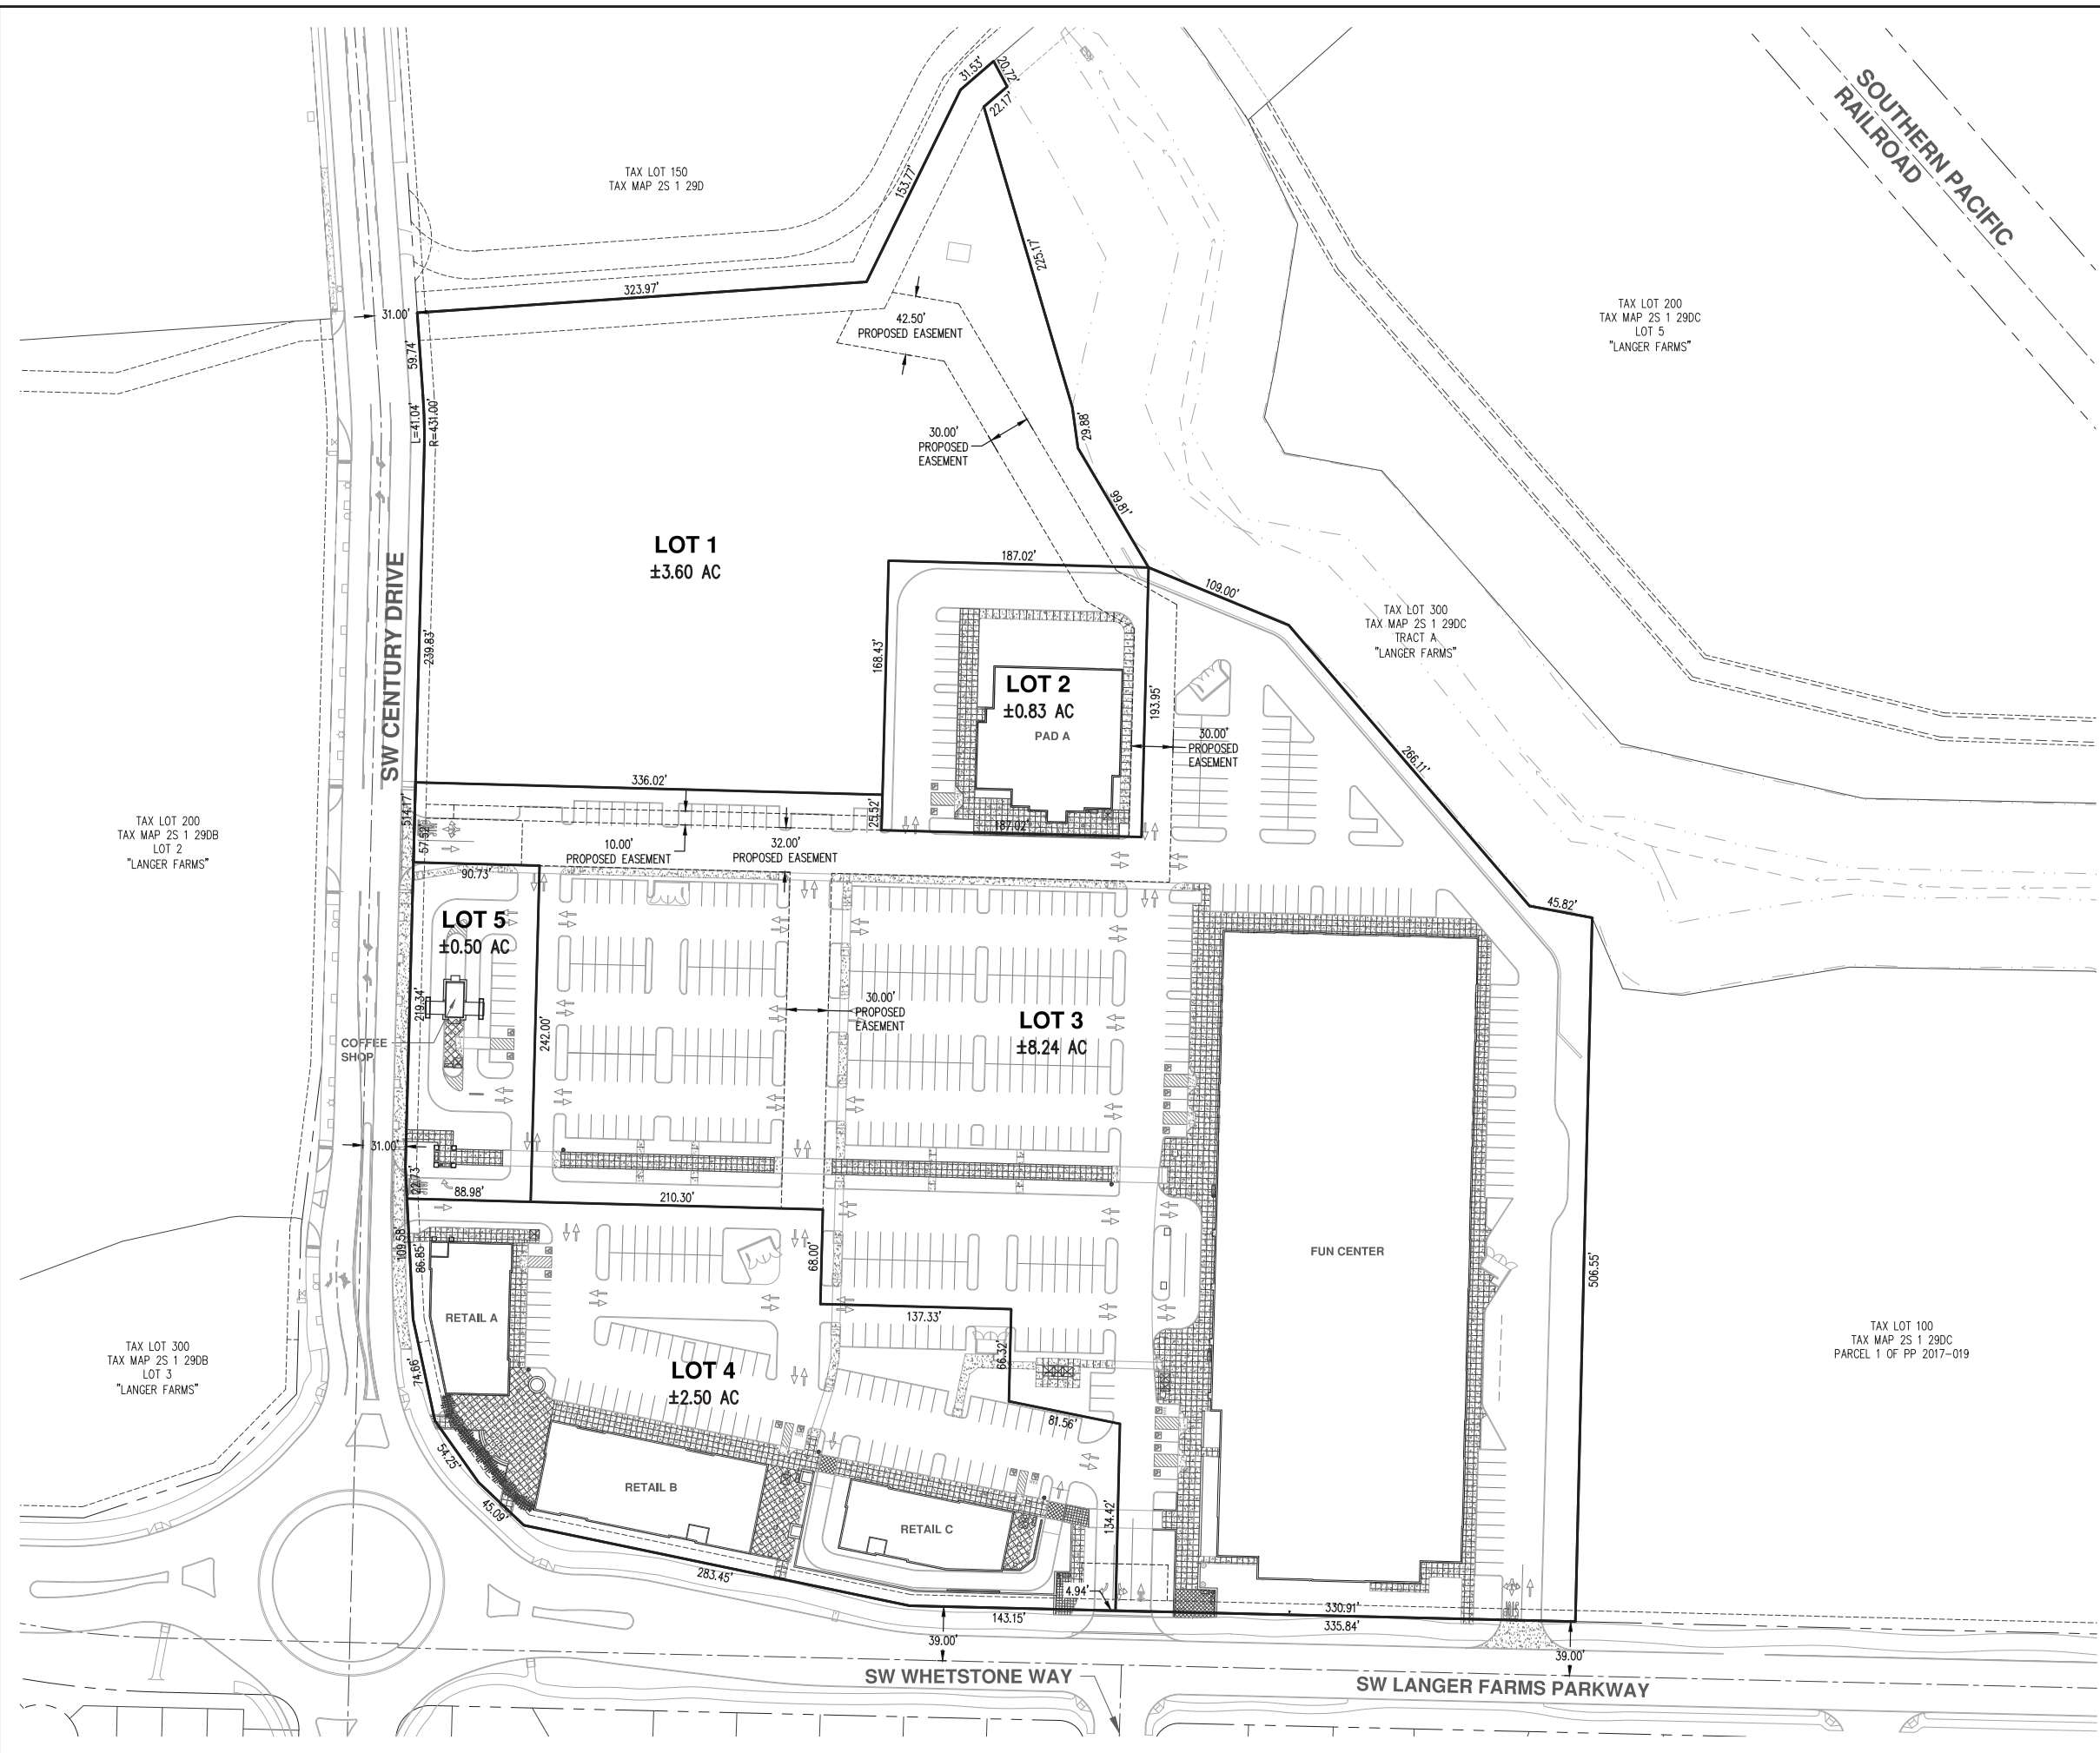 31.53'
20.72'
22.17'
SOUTHERN PACIFIC
RAILROAD
TAX LOT 150
TAX MAP 2S 1 29D
153.77'
225.17'
323.97'
31.00'
42.50'
PROPOSED EASEMENT
TAX LOT 200
TAX MAP 2S 1 29DC
LOT 5
"LANGER FARMS"
59.74'
L=41.04'
R=431.00'
29.88'
30.00'
PROPOSED
EASEMENT
99.81'
LOT 1
±3.60 AC
187.02'
109.00'
SW CENTURY DRIVE
239.83'
168.43'
TAX LOT 300
TAX MAP 2S 1 29DC
TRACT A
"LANGER FARMS"
LOT 2
±0.83 AC
PAD A
193.95'
30.00'
PROPOSED
EASEMENT
266.11'
336.02'
25.52'
187.02'
514.17'
57.52'
TAX LOT 200
TAX MAP 2S 1 29DB
LOT 2
"LANGER FARMS"
10.00'
PROPOSED EASEMENT
32.00'
PROPOSED EASEMENT
90.73'
45.82'
LOT 5
±0.50 AC
219.34'
30.00'
PROPOSED
EASEMENT
LOT 3
±8.24 AC
242.00'
COFFEE
SHOP
31.00'
22.73'
88.98'
210.30'
109.58'
86.85'
68.00'
FUN CENTER
506.55'
RETAIL A
137.33'
66.32'
TAX LOT 300
TAX MAP 2S 1 29DB
LOT 3
"LANGER FARMS"
TAX LOT 100
TAX MAP 2S 1 29DC
PARCEL 1 OF PP 2017-019
74.66'
LOT 4
±2.50 AC
81.56'
54.25'
45.09'
RETAIL B
RETAIL C
134.42'
283.45'
4.94'
143.15'
330.91'
335.84'
39.00'
39.00'
SW WHETSTONE WAY
SW LANGER FARMS PARKWAY